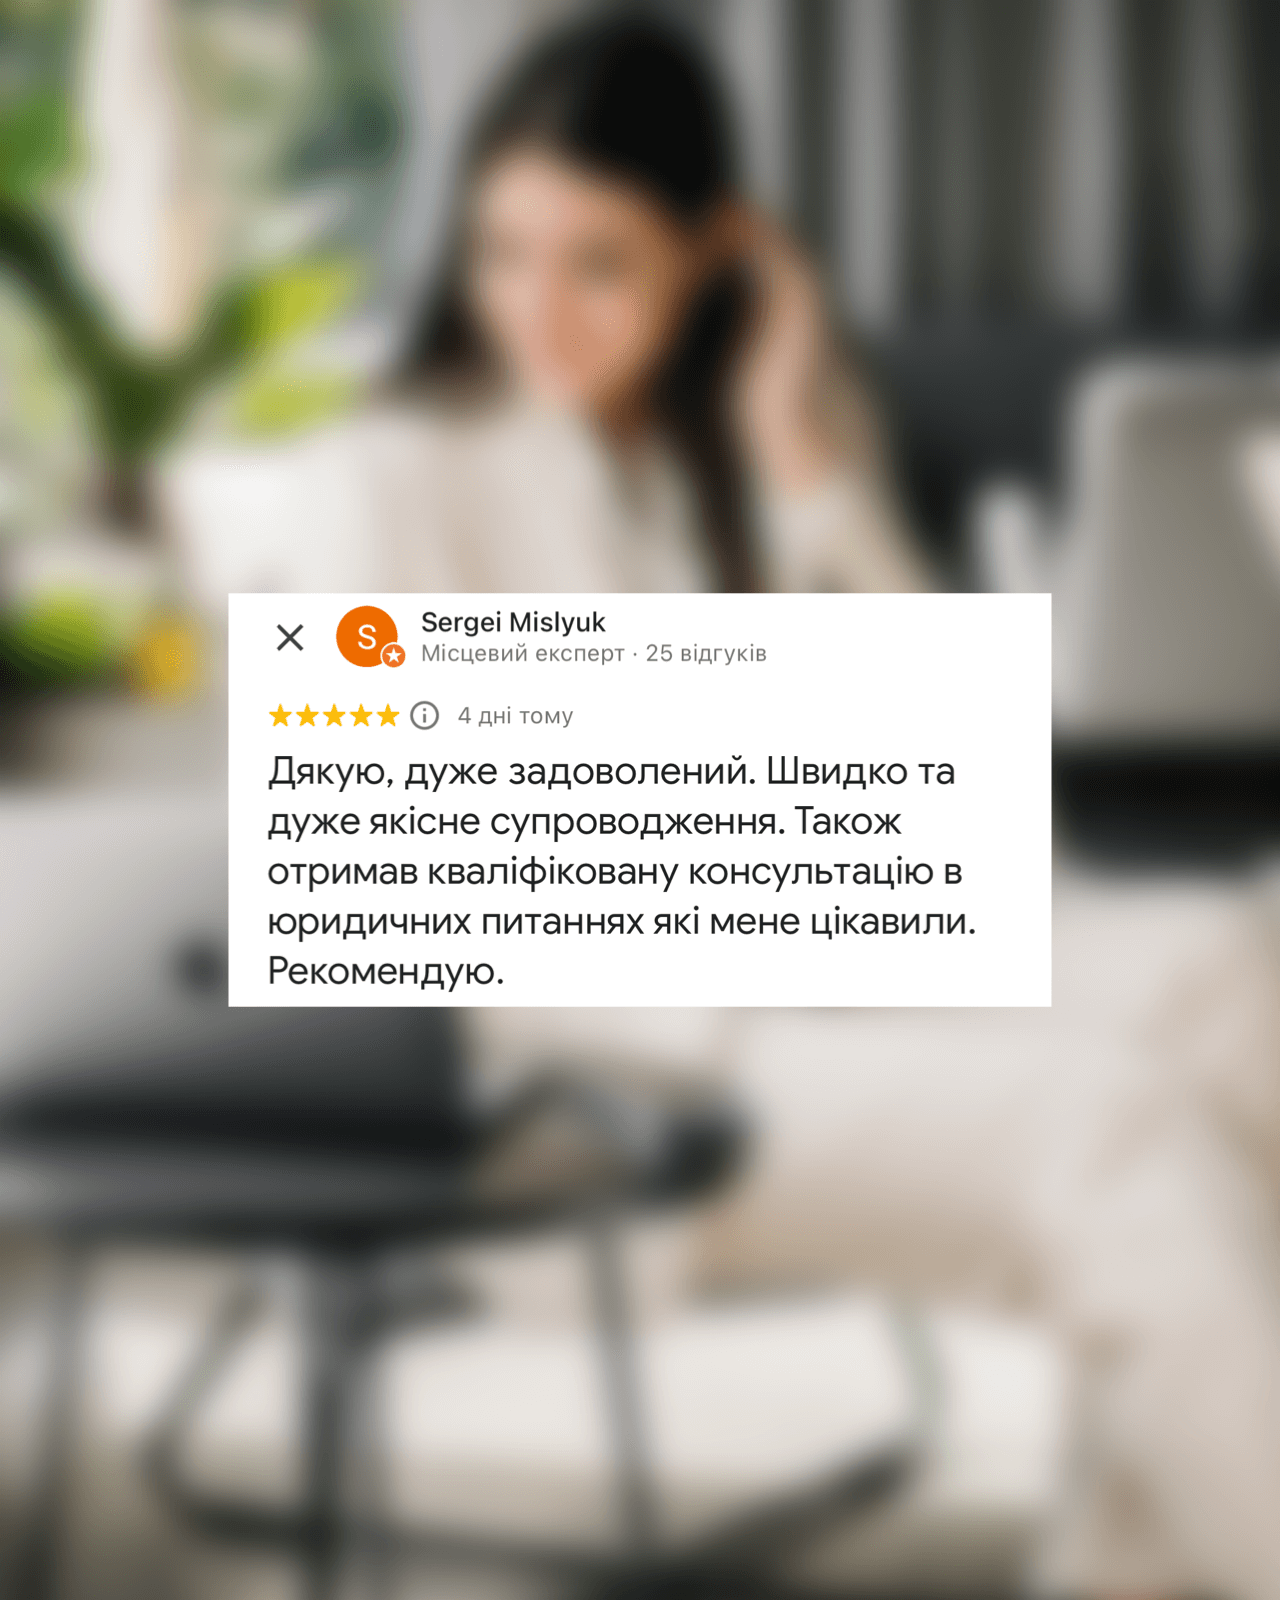 S
Sergei Mislyuk
Місцевий експерт · 25 відгуків
4 дні тому
Дякую, дуже задоволений. Швидко та
дуже якісне супроводження. Також
отримав кваліфіковану консультацію в
юридичних питаннях які мене цікавили.
Рекомендую.